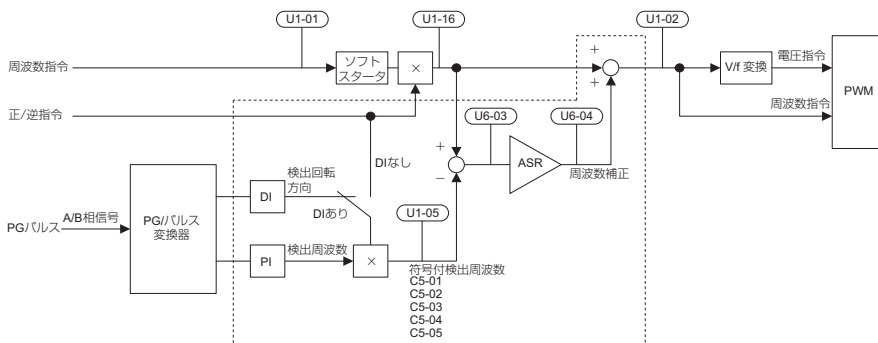 U1-01
U1-16
U1-02
周波数指令
ソフト
スタータ
×
+
+
V/f 変換
電圧指令
PWM
周波数指令
正/逆指令
U6-03
U6-04
DIなし
+
−
ASR
周波数補正
DI
検出回転
方向
DIあり
U1-05
PGパルス
A/B相信号
PG/パルス
変換器
PI
検出周波数
×
符号付検出周波数
C5-01
C5-02
C5-03
C5-04
C5-05